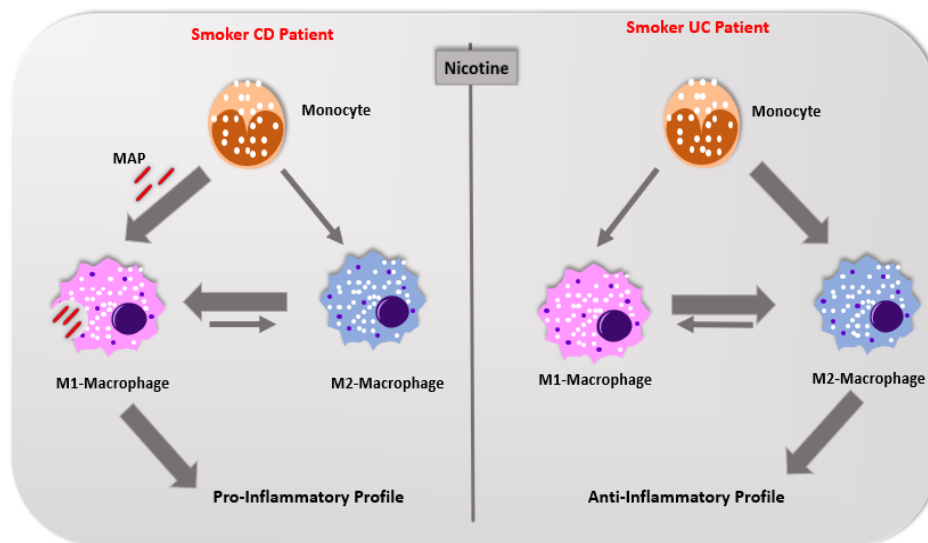 Smoker CD Patient
Monocyte
MAP
M1-Macrophage
M2-Macrophage
Pro-Inflammatory Profile
Nicotine
Smoker UC Patient
Monocyte
M1-Macrophage
M2-Macrophage
Anti-Inflammatory Profile